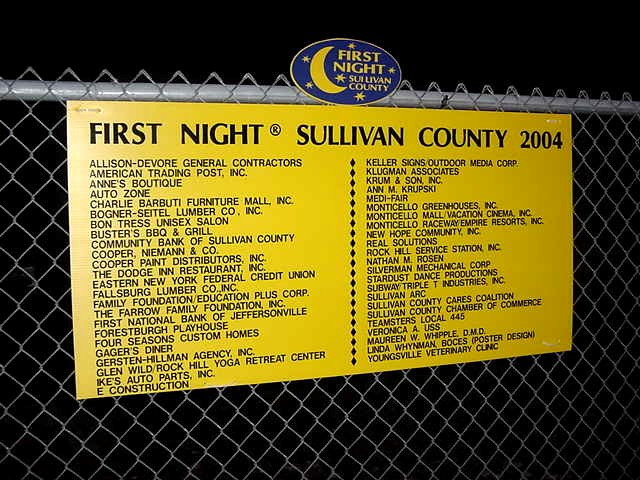 FIRST
NIGHT
SULLIVAN
COUNTY
FIRST NIGHT ® SULLIVAN COUNTY 2004
ALLISON-DEVORE GENERAL CONTRACTORS
AMERICAN TRADING POST, INC.
ANNE'S BOUTIQUE
AUTO ZONE
CHARLIE BARBUTI FURNITURE MALL, INC.
BOGNER-SEITEL LUMBER CO., INC.
BON TRESS UNISEX SALON
BUSTER'S BBQ & GRILL
COMMUNITY BANK OF SULLIVAN COUNTY
COOPER, NIEMANN & CO.
COOPER PAINT DISTRIBUTORS, INC.
THE DODGE INN RESTAURANT, INC.
EASTERN NEW YORK FEDERAL CREDIT UNION
FALLSBURG LUMBER CO.,INC.
FAMILY FOUNDATION/EDUCATION PLUS CORP.
THE FARROW FAMILY FOUNDATION, INC.
FIRST NATIONAL BANK OF JEFFERSONVILLE
FORESTBURGH PLAYHOUSE
FOUR SEASONS CUSTOM HOMES
GAGER'S DINER
GERSTEN-HILLMAN AGENCY, INC.
GLEN WILD/ROCK HILL YOGA RETREAT CENTER
IKE'S AUTO PARTS, INC.
E CONSTRUCTION
KELLER SIGNS/OUTDOOR MEDIA CORP.
KLUGMAN ASSOCIATES
KRUM & SON, INC.
ANN M. KRUPSKI
MEDI-FAIR
MONTICELLO GREENHOUSES, INC.
MONTICELLO MALL/VACATION CINEMA, INC.
MONTICELLO RACEWAY/EMPIRE RESORTS, INC.
NEW HOPE COMMUNITY, INC.
REAL SOLUTIONS
ROCK HILL SERVICE STATION, INC.
NATHAN M. ROSEN
SILVERMAN MECHANICAL CORP
STARDUST DANCE PRODUCTIONS
SUBWAY/TRIPLE T INDUSTRIES, INC.
SULLIVAN ARC
SULLIVAN COUNTY CARES COALITION
SULLIVAN COUNTY CHAMBER OF COMMERCE
TEAMSTERS LOCAL 445
VERONICA A. USS
MAUREEN W. WHIPPLE, D.M.D.
LINDA WHYNMAN, BOCES (POSTER DESIGN)
YOUNGSVILLE VETERINARY CLINIC